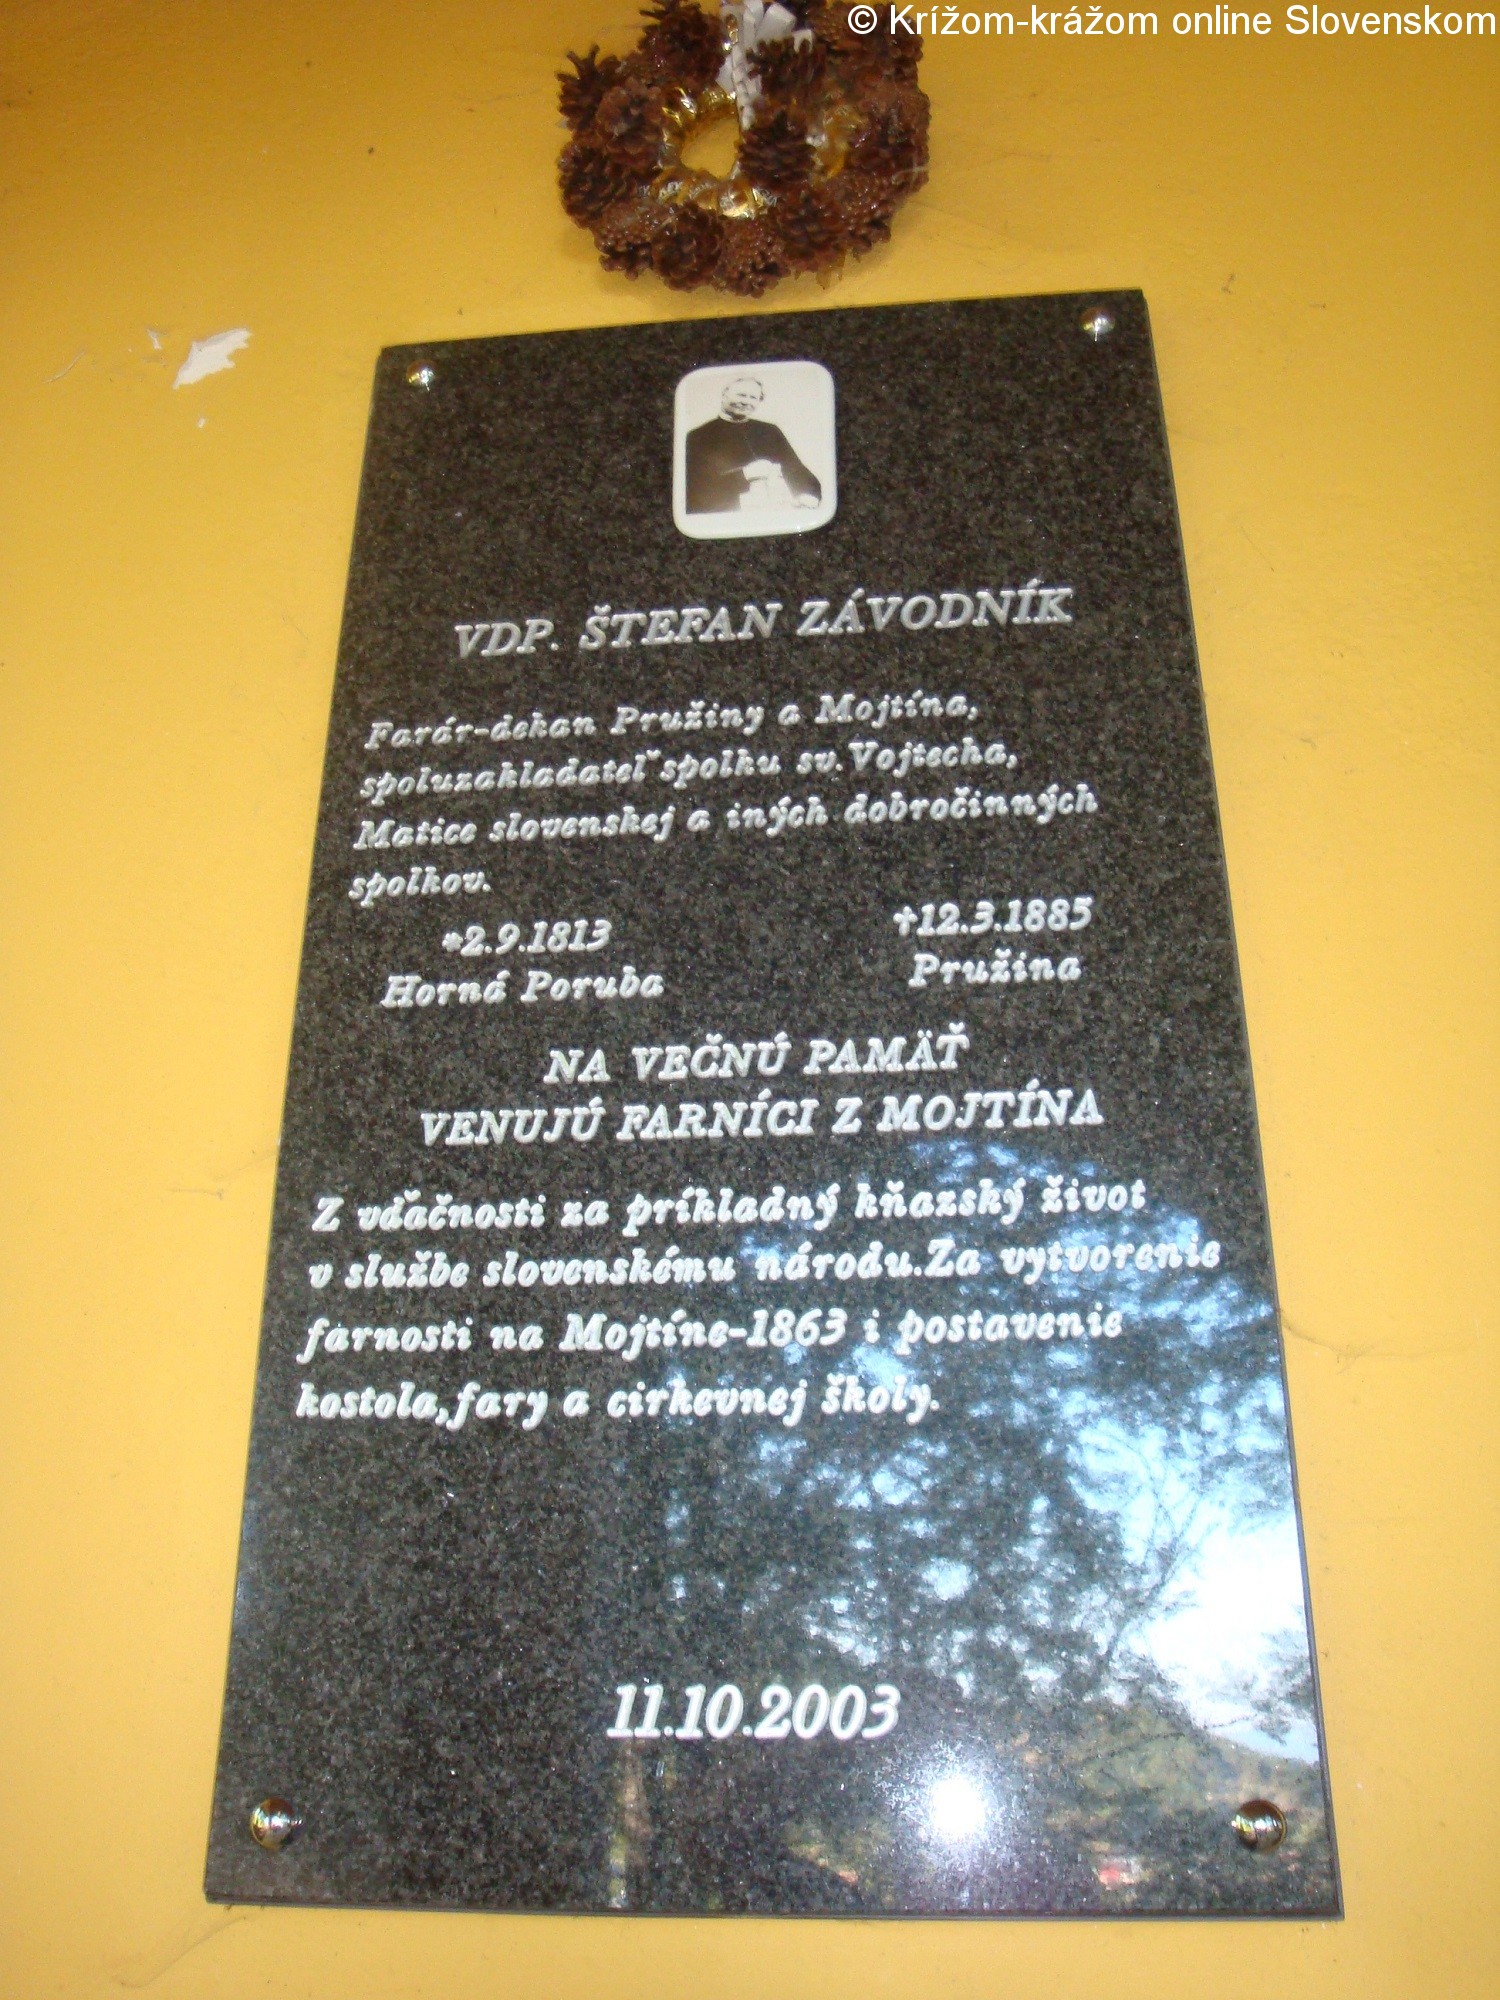 © Krížom-krážom online Slovenskom
VDP. ŠTEFAN ZÁVODNÍK
Farár-dekan Pružiny a Mojtína,
spoluzakladateľ spolku sv. Vojtecha,
Matice slovenskej a iných dobročinných
spolkov.
*2.9.1813 †12.3.1885
Horná Poruba Pružina
NA VEČNÚ PAMÄŤ
VENUJÚ FARNÍCI Z MOJTÍNA
Z vďačnosti za príkladný kňazský život
v službe slovenskému národu.Za vytvorenie
farnosti na Mojtíne-1863 i postavenie
kostola,fary a cirkevnej školy.
11.10.2003